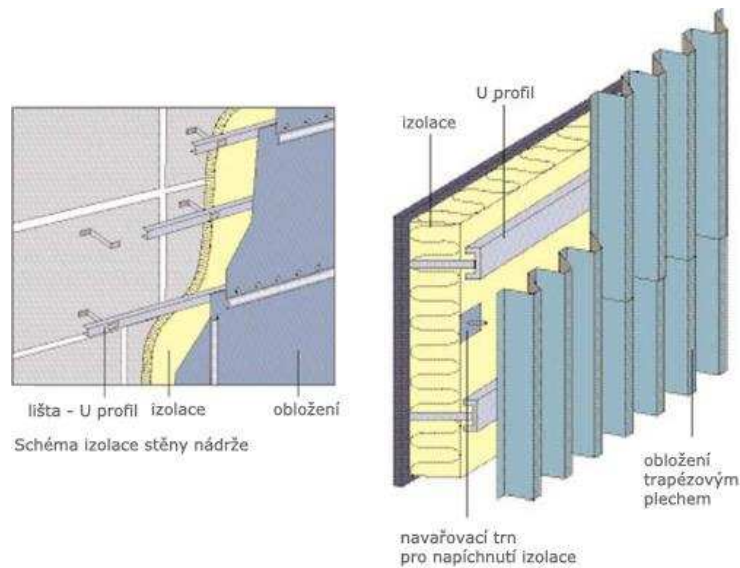 lišta - U profil
izolace
obložení
Schéma izolace stěny nádrže
U profil
izolace
obložení
trapézovým
plechem
navařovací trn
pro napíchnutí izolace